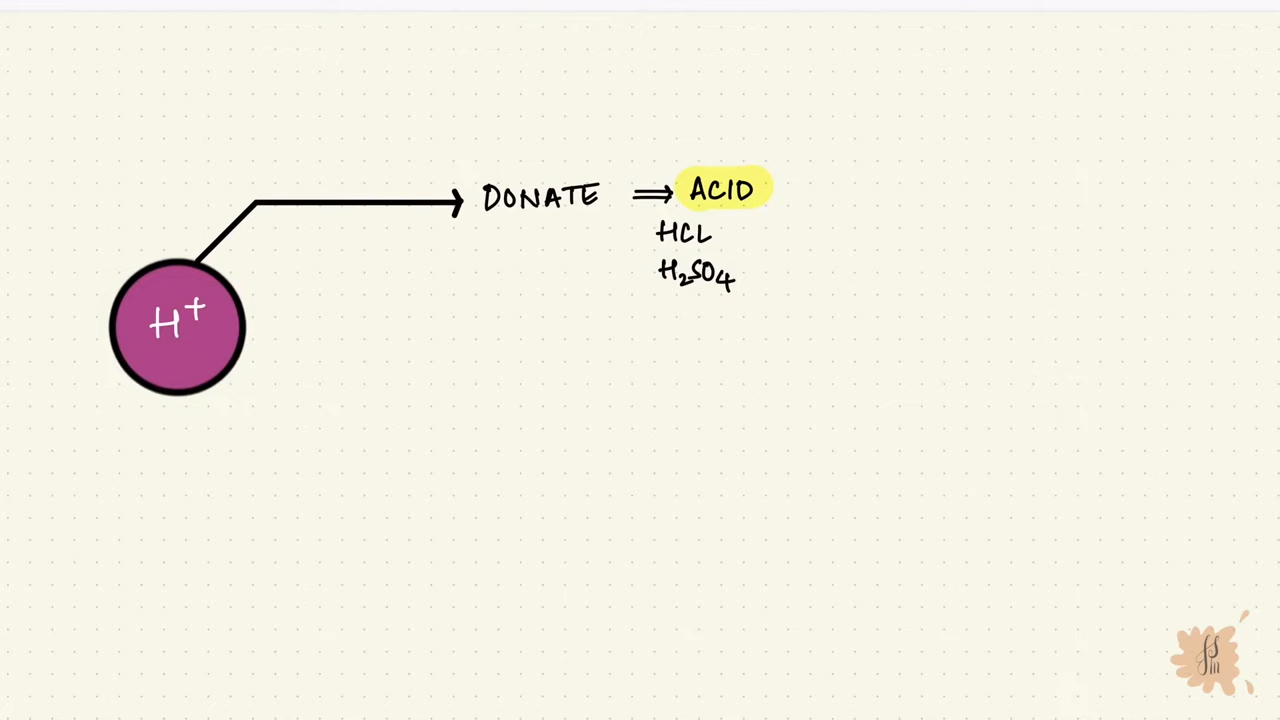 DONATE ⟹ ACID
HCL
H₂SO₄
H⁺